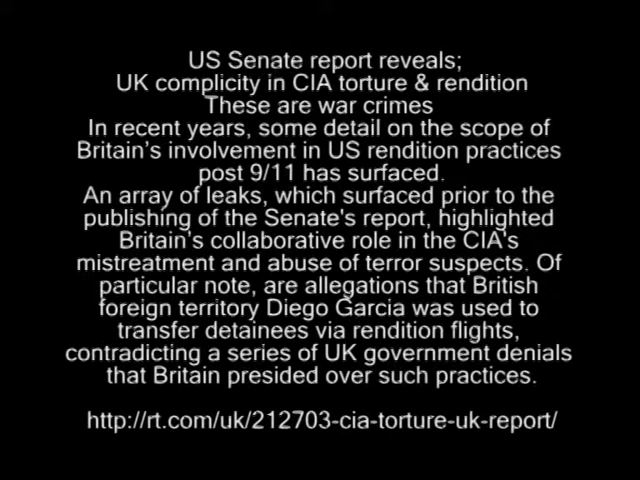 US Senate report reveals;
UK complicity in CIA torture & rendition
These are war crimes
In recent years, some detail on the scope of
Britain's involvement in US rendition practices
post 9/11 has surfaced.
An array of leaks, which surfaced prior to the
publishing of the Senate's report, highlighted
Britain's collaborative role in the CIA's
mistreatment and abuse of terror suspects. Of
particular note, are allegations that British
foreign territory Diego Garcia was used to
transfer detainees via rendition flights,
contradicting a series of UK government denials
that Britain presided over such practices.
http://rt.com/uk/212703-cia-torture-uk-report/